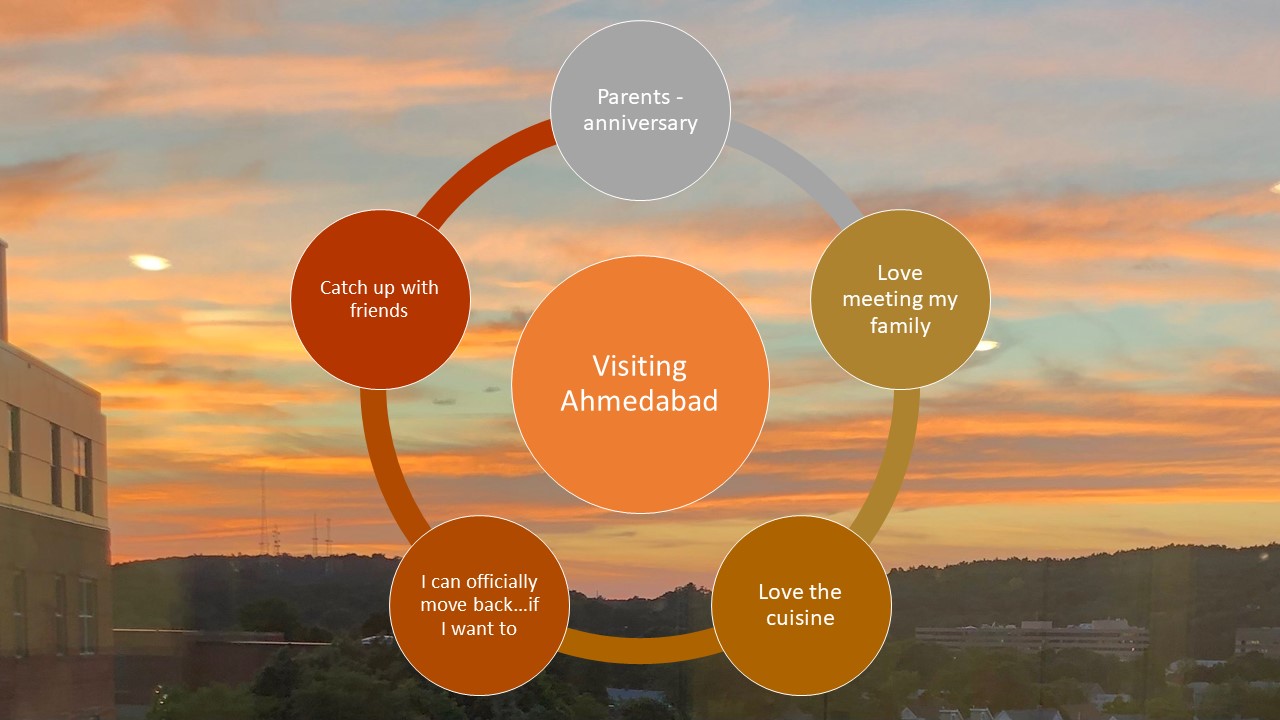 Parents -
anniversary
Love
meeting my
family
Love the
cuisine
I can officially
move back...if
I want to
Catch up with
friends
Visiting
Ahmedabad